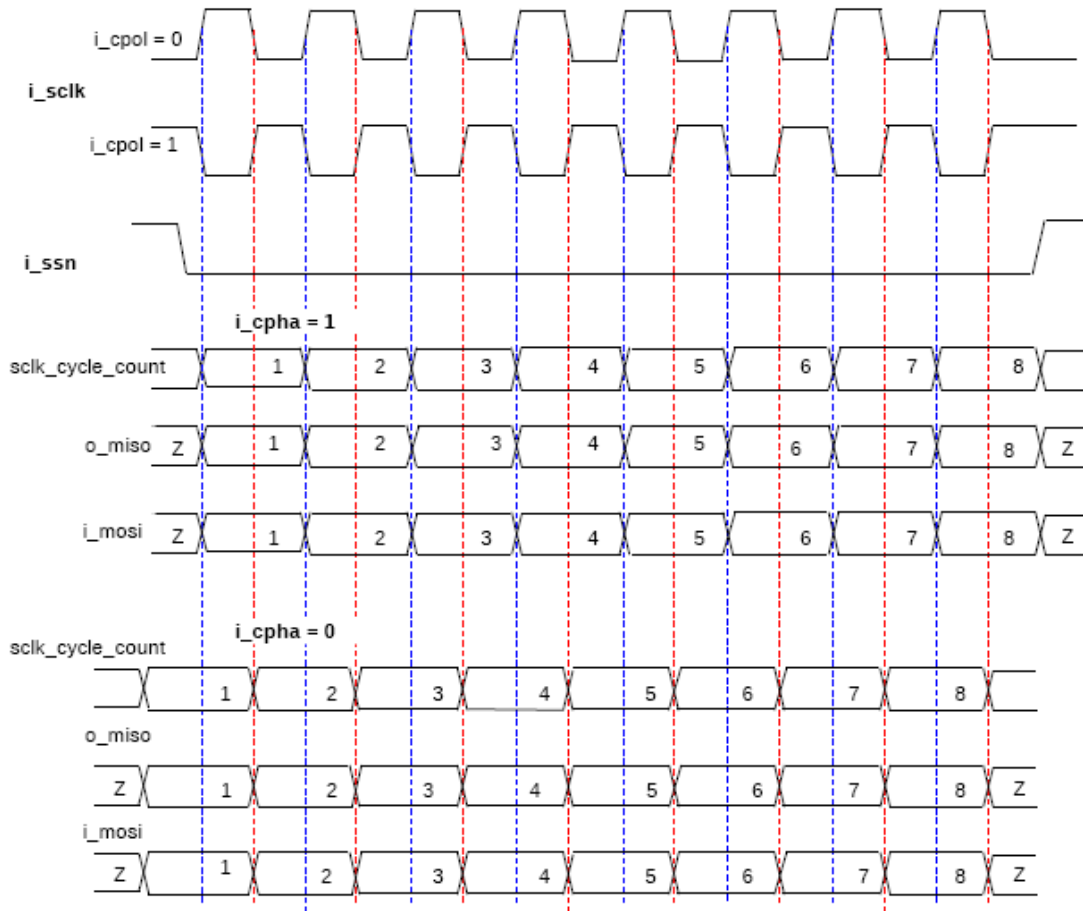 i_cpol = 0
i_sclk
i_cpol = 1
i_ssn
i_cpha = 1
sclk_cycle_count 1 2 3 4 5 6 7 8
o_miso Z 1 2 3 4 5 6 7 8 Z
i_mosi Z 1 2 3 4 5 6 7 8 Z
i_cpha = 0
sclk_cycle_count
1 2 3 4 5 6 7 8
o_miso
Z 1 2 3 4 5 6 7 8 Z
i_mosi
Z 1 2 3 4 5 6 7 8 Z